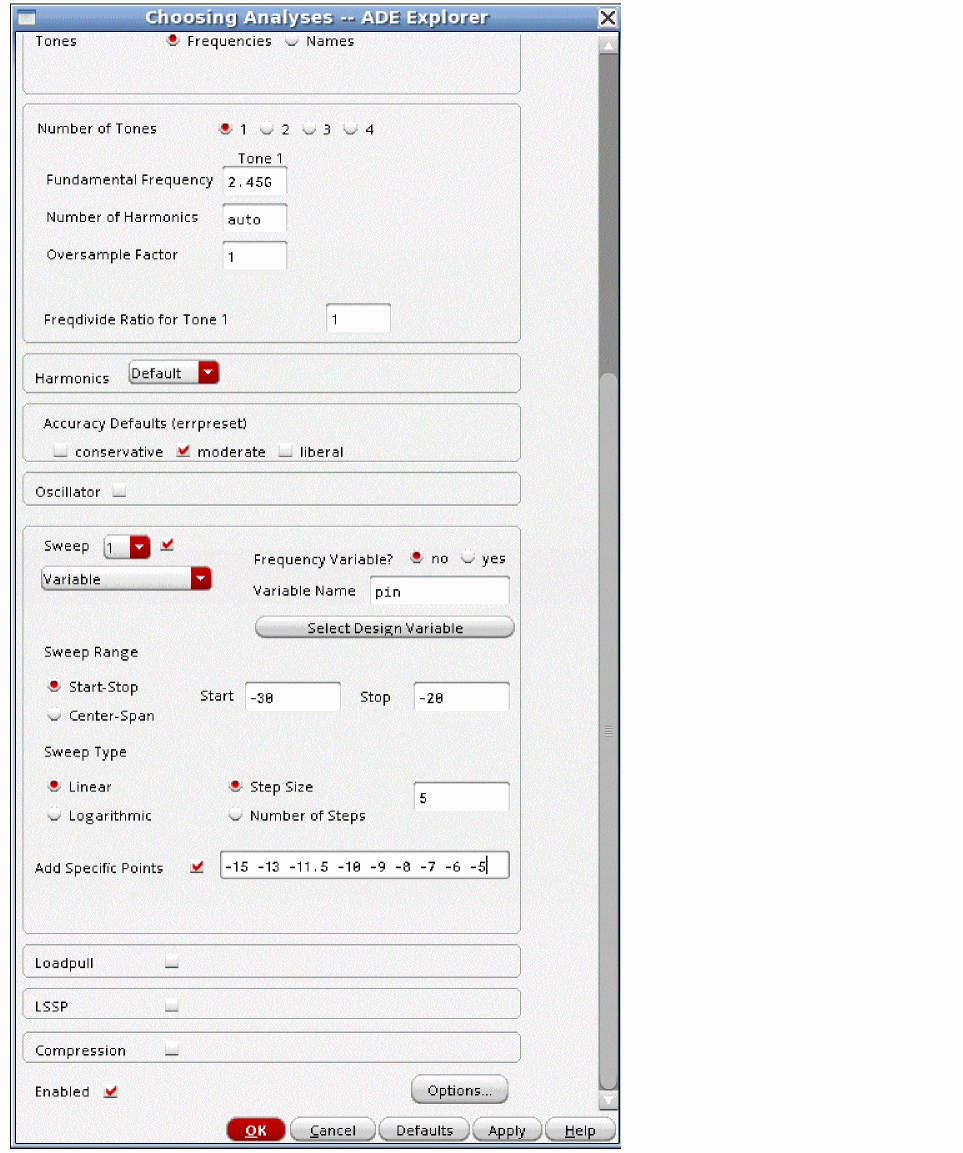 Choosing Analyses -- ADE Explorer
Tones Frequencies Names
Number of Tones 1 2 3 4
Tone 1
Fundamental Frequency 2.45G
Number of Harmonics auto
Oversample Factor 1
Freqdivide Ratio for Tone 1 1
Harmonics Default
Accuracy Defaults (errpreset)
conservative moderate liberal
Oscillator
Sweep 1 Frequency Variable? no yes
Variable Variable Name pin
Select Design Variable
Sweep Range
Start-Stop Start -30 Stop -20
Center-Span
Sweep Type
Linear Step Size 5
Logarithmic Number of Steps
Add Specific Points -15 -13 -11.5 -10 -9 -8 -7 -6 -5
Loadpull
LSSP
Compression
Enabled Options...
OK Cancel Defaults Apply Help